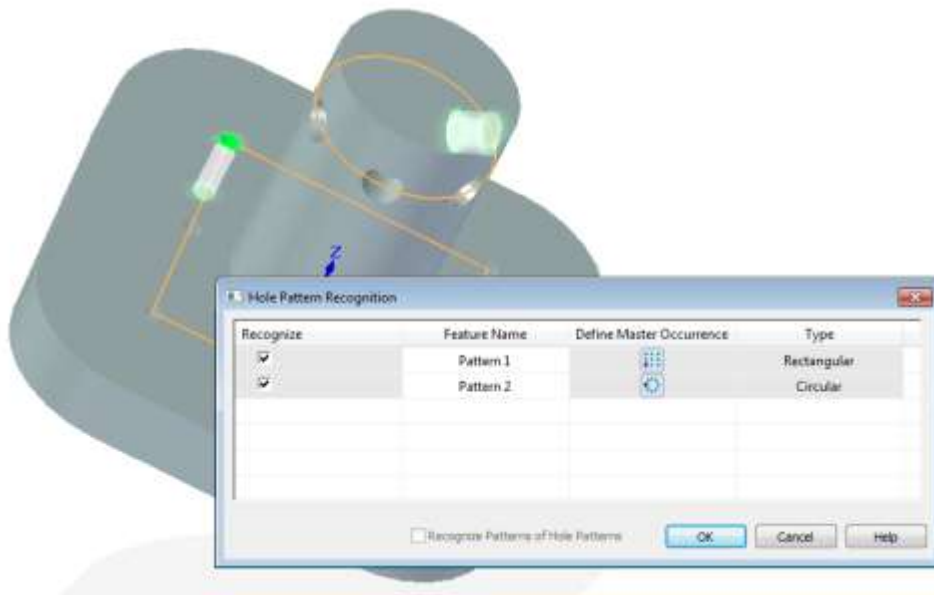 Z
Hole Pattern Recognition
Recognize Feature Name Define Master Occurrence Type
Pattern 1 Rectangular
Pattern 2 Circular
Recognize Patterns of Hole Patterns OK Cancel Help